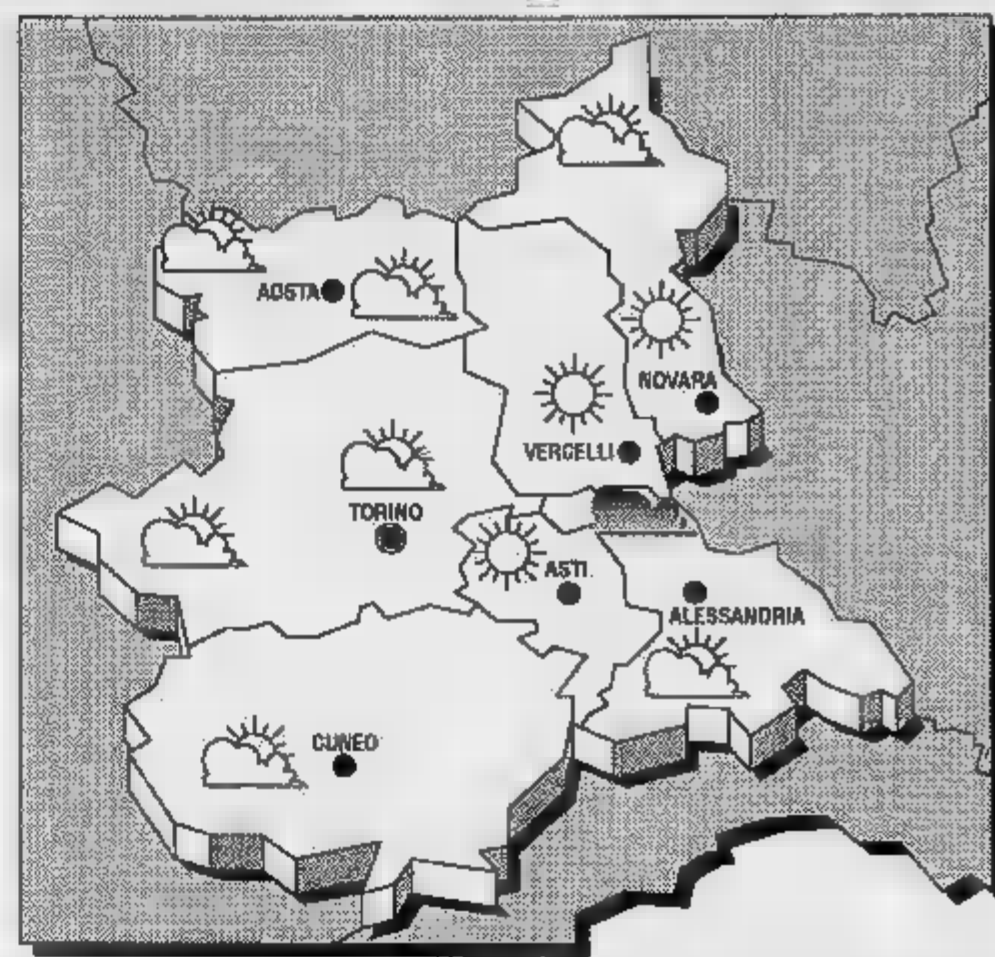 AOSTA
NOVARA
VERCELLI
TORINO
ASTI
ALESSANDRIA
CUNEO